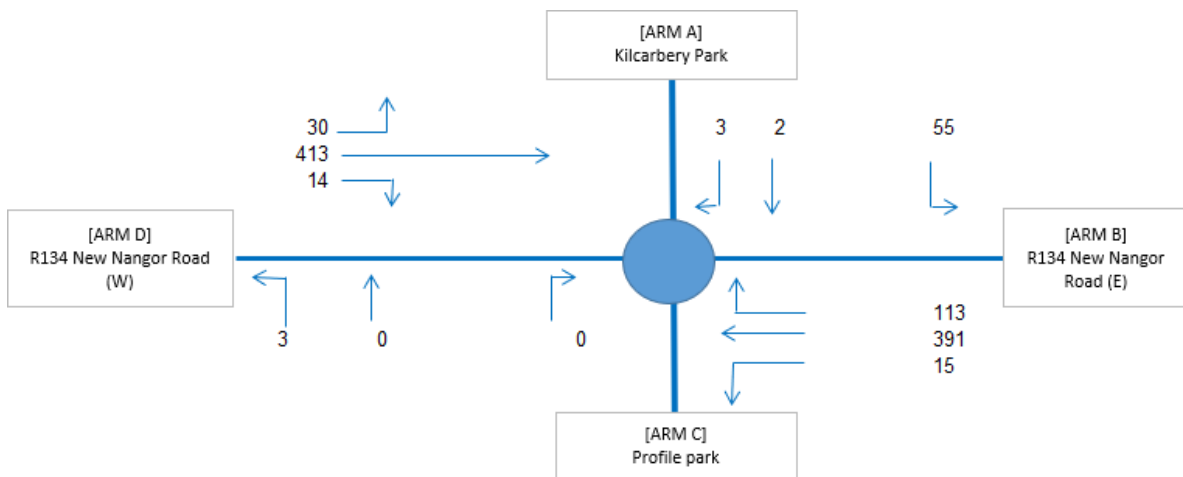 [ARM A]
Kilcarbery Park
30
413
14
3 2 55
[ARM D]
R134 New Nangor Road
(W)
[ARM B]
R134 New Nangor
Road (E)
3 0 0
113
391
15
[ARM C]
Profile park